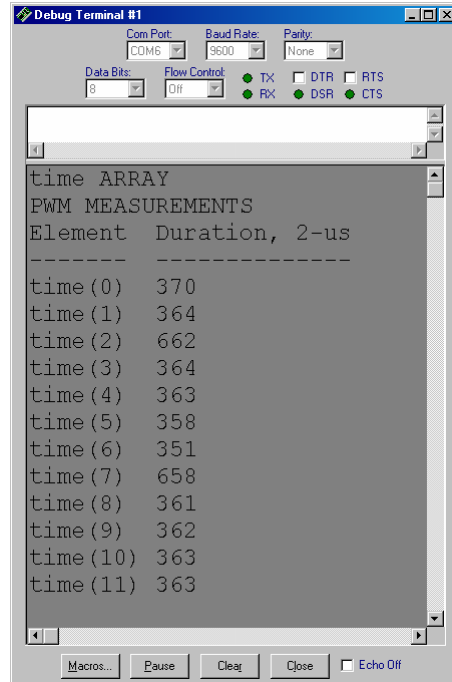 Debug Terminal #1
Com Port: Baud Rate: Parity:
COM6 9600 None
Data Bits: Flow Control: TX DTR RTS
8 Off RX DSR CTS
time ARRAY
PWM MEASUREMENTS
Element Duration, 2-us
------- --------------
time(0) 370
time(1) 364
time(2) 662
time(3) 364
time(4) 363
time(5) 358
time(6) 351
time(7) 658
time(8) 361
time(9) 362
time(10) 363
time(11) 363
Macros... Pause Clear Close Echo Off